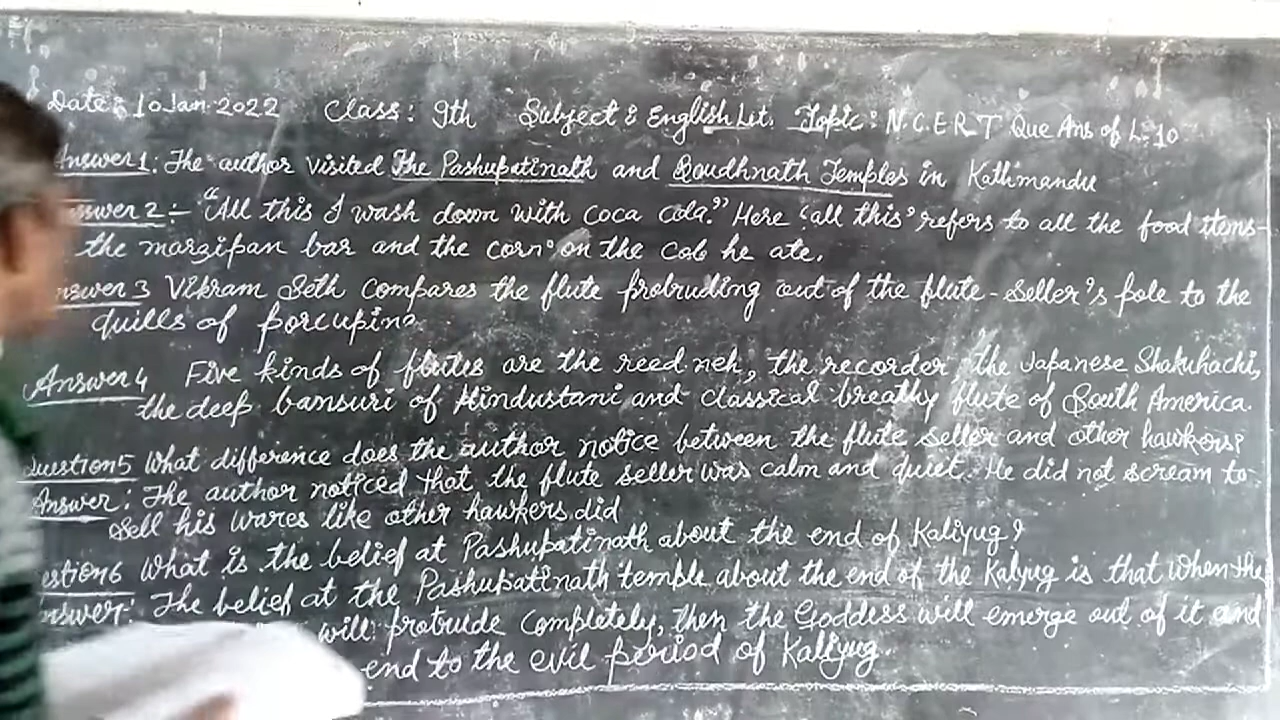 Date: 10 Jan. 2022 Class: 9th Subject: English Lit. Topic: N.C.E.R.T Que Ans of L-10
Answer 1: The author visited The Pashupatinath and Boudhnath Temples in Kathmandu
nswer 2:- "All this I wash down with coca cola." Here 'all this' refers to all the food items-
the marzipan bar and the corn on the cob he ate.
nswer 3 Vikram Seth compares the flute protruding out of the flute-seller's pole to the
quills of porcupine
Answer 4 Five kinds of flutes are the reed neh, the recorder, the Japanese Shakuhachi,
the deep bansuri of Hindustani and classical breathy flute of South America.
Question 5 What difference does the author notice between the flute seller and other hawkers?
Answer: The author noticed that the flute seller was calm and quiet. He did not scream to
sell his wares like other hawkers did
estion 6 What is the belief at Pashupatinath about the end of Kaliyug?
nswer: The belief at the Pashupatinath temple about the end of the Kalyug is that when the
will protrude completely, then the Goddess will emerge out of it and
end to the evil period of Kaliyug.